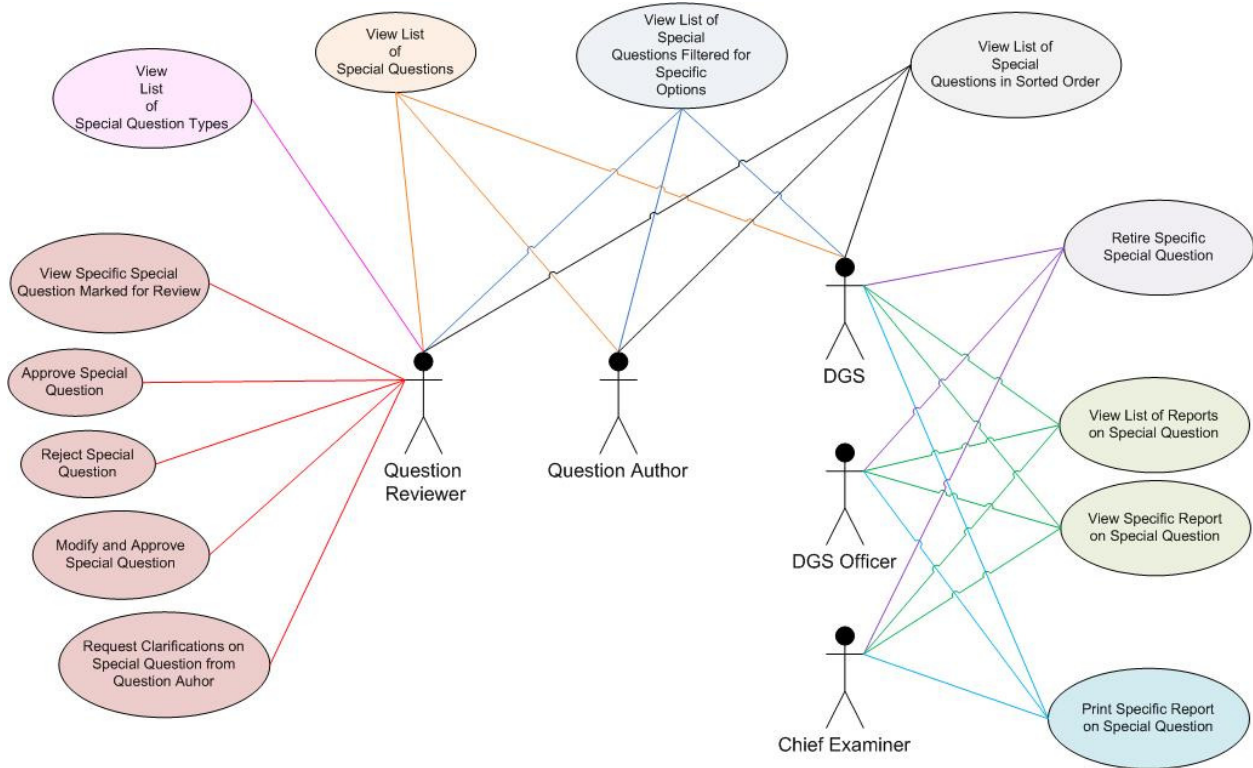 View
List
of
Special Question Types
View List
of
Special Questions
View List of
Special
Questions Filtered for
Specific
Options
View List of
Special
Questions in Sorted Order
View Specific Special
Question Marked for Review
Approve Special
Question
Reject Special
Question
Modify and Approve
Special Question
Request Clarifications on
Special Question from
Question Auhor
Question
Reviewer
Question Author
DGS
DGS Officer
Chief Examiner
Retire Specific
Special Question
View List of Reports
on Special Question
View Specific Report
on Special Question
Print Specific Report
on Special Question